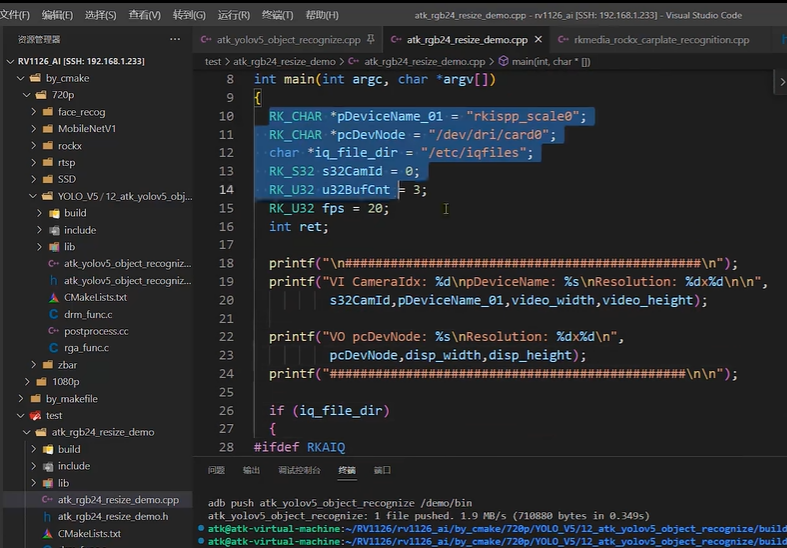 文件(F) 编辑(E) 选择(S) 查看(V) 转到(G) 运行(R) 终端(T) 帮助(H) atk_rgb24_resize_demo.cpp - rv1126_ai [SSH: 192.168.1.233] - Visual Studio Code
资源管理器 ···
RV1126_AI [SSH: 192.168.1.233]
by_cmake
720p
face_recog
MobileNetV1
rockx
rtsp
SSD
YOLO_V5 / 12_atk_yolov5_obj...
build
include
lib
atk_yolov5_object_recogniz...
atk_yolov5_object_recogniz...
CMakeLists.txt
drm_func.c
postprocess.cc
rga_func.c
zbar
1080p
by_makefile
test
atk_rgb24_resize_demo
build
include
lib
atk_rgb24_resize_demo.cpp
atk_rgb24_resize_demo.h
CMakeLists.txt
atk_yolov5_object_recognize.cpp atk_rgb24_resize_demo.cpp × rkmedia_rockx_carplate_recognition.cpp
test > atk_rgb24_resize_demo > atk_rgb24_resize_demo.cpp > main(int, char * [])
8 int main(int argc, char *argv[])
9 {
10 RK_CHAR *pDeviceName_01 = "rkispp_scale0";
11 RK_CHAR *pcDevNode = "/dev/dri/card0";
12 char *iq_file_dir = "/etc/iqfiles";
13 RK_S32 s32CamId = 0;
14 RK_U32 u32BufCnt = 3;
15 RK_U32 fps = 20;
16 int ret;
17
18 printf("\n###############################################\n");
19 printf("VI CameraIdx: %d\npDeviceName: %s\nResolution: %dx%d\n\n",
20 s32CamId,pDeviceName_01,video_width,video_height);
21
22 printf("VO pcDevNode: %s\nResolution: %dx%d\n",
23 pcDevNode,disp_width,disp_height);
24 printf("###############################################\n\n");
25
26 if (iq_file_dir)
27 {
28 #ifdef RKAIQ
问题 输出 调试控制台 终端 端口
adb push atk_yolov5_object_recognize /demo/bin
atk_yolov5_object_recognize: 1 file pushed. 1.9 MB/s (710880 bytes in 0.349s)
atk@atk-virtual-machine:~/RV1126/rv1126_ai/by_cmake/720p/YOLO_V5/12_atk_yolov5_object_recognize/build
atk@atk-virtual-machine:~/RV1126/rv1126_ai/by_cmake/720p/YOLO_V5/12_atk_yolov5_object_recognize/build